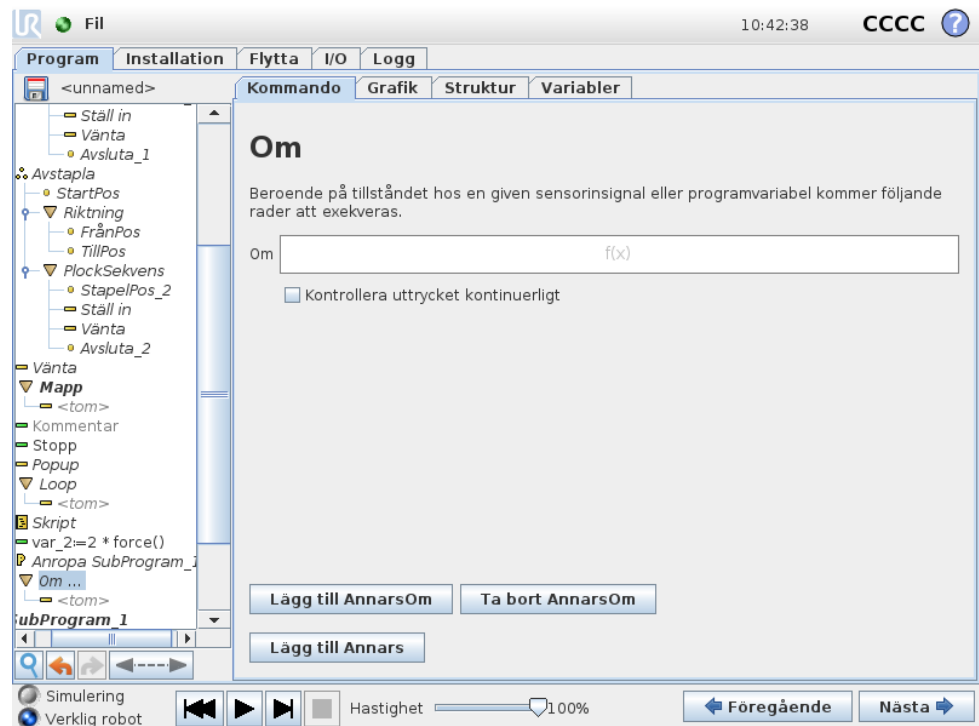 UR Fil 10:42:38 CCCC ?
Program Installation Flytta I/O Logg
<unnamed>
Kommando Grafik Struktur Variabler
Ställ in
Vänta
Avsluta_1
Avstapla
StartPos
Riktning
FrånPos
TillPos
PlockSekvens
StapelPos_2
Ställ in
Vänta
Avsluta_2
Vänta
Mapp
<tom>
Kommentar
Stopp
Popup
Loop
<tom>
Skript
var_2:=2 * force()
Anropa SubProgram_1
Om ...
<tom>
SubProgram_1
Om
Beroende på tillståndet hos en given sensorinsignal eller programvariabel kommer följande
rader att exekveras.
Om f(x)
Kontrollera uttrycket kontinuerligt
Lägg till AnnarsOm Ta bort AnnarsOm
Lägg till Annars
Simulering
Verklig robot
Hastighet 100%
Föregående Nästa